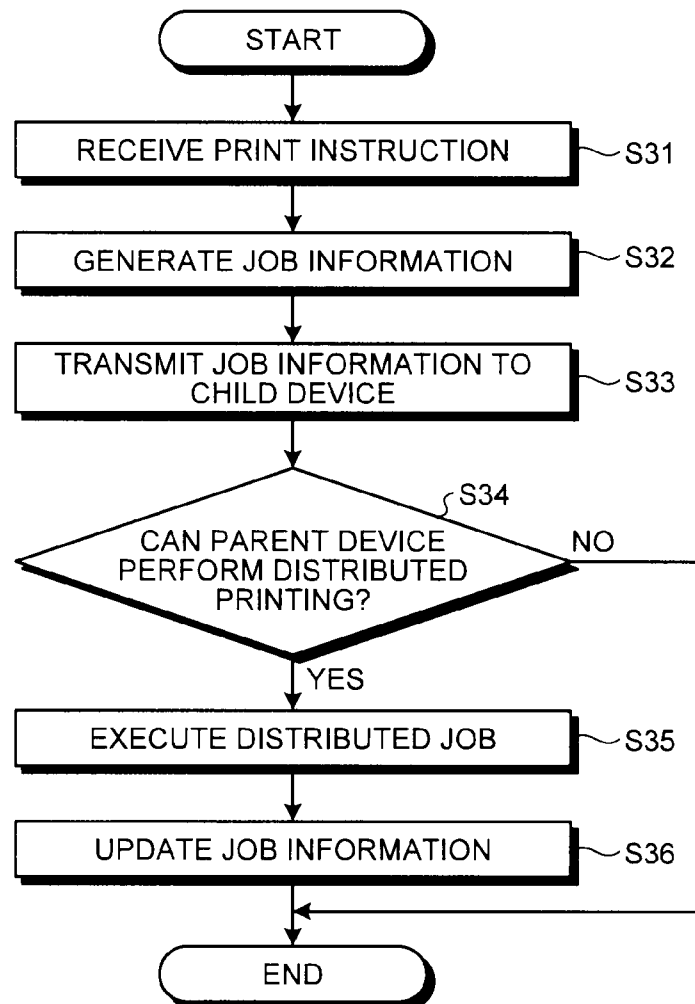 START
RECEIVE PRINT INSTRUCTION
S31
GENERATE JOB INFORMATION
S32
TRANSMIT JOB INFORMATION TO
CHILD DEVICE
S33
S34
CAN PARENT DEVICE
PERFORM DISTRIBUTED
PRINTING?
NO
YES
EXECUTE DISTRIBUTED JOB
S35
UPDATE JOB INFORMATION
S36
END